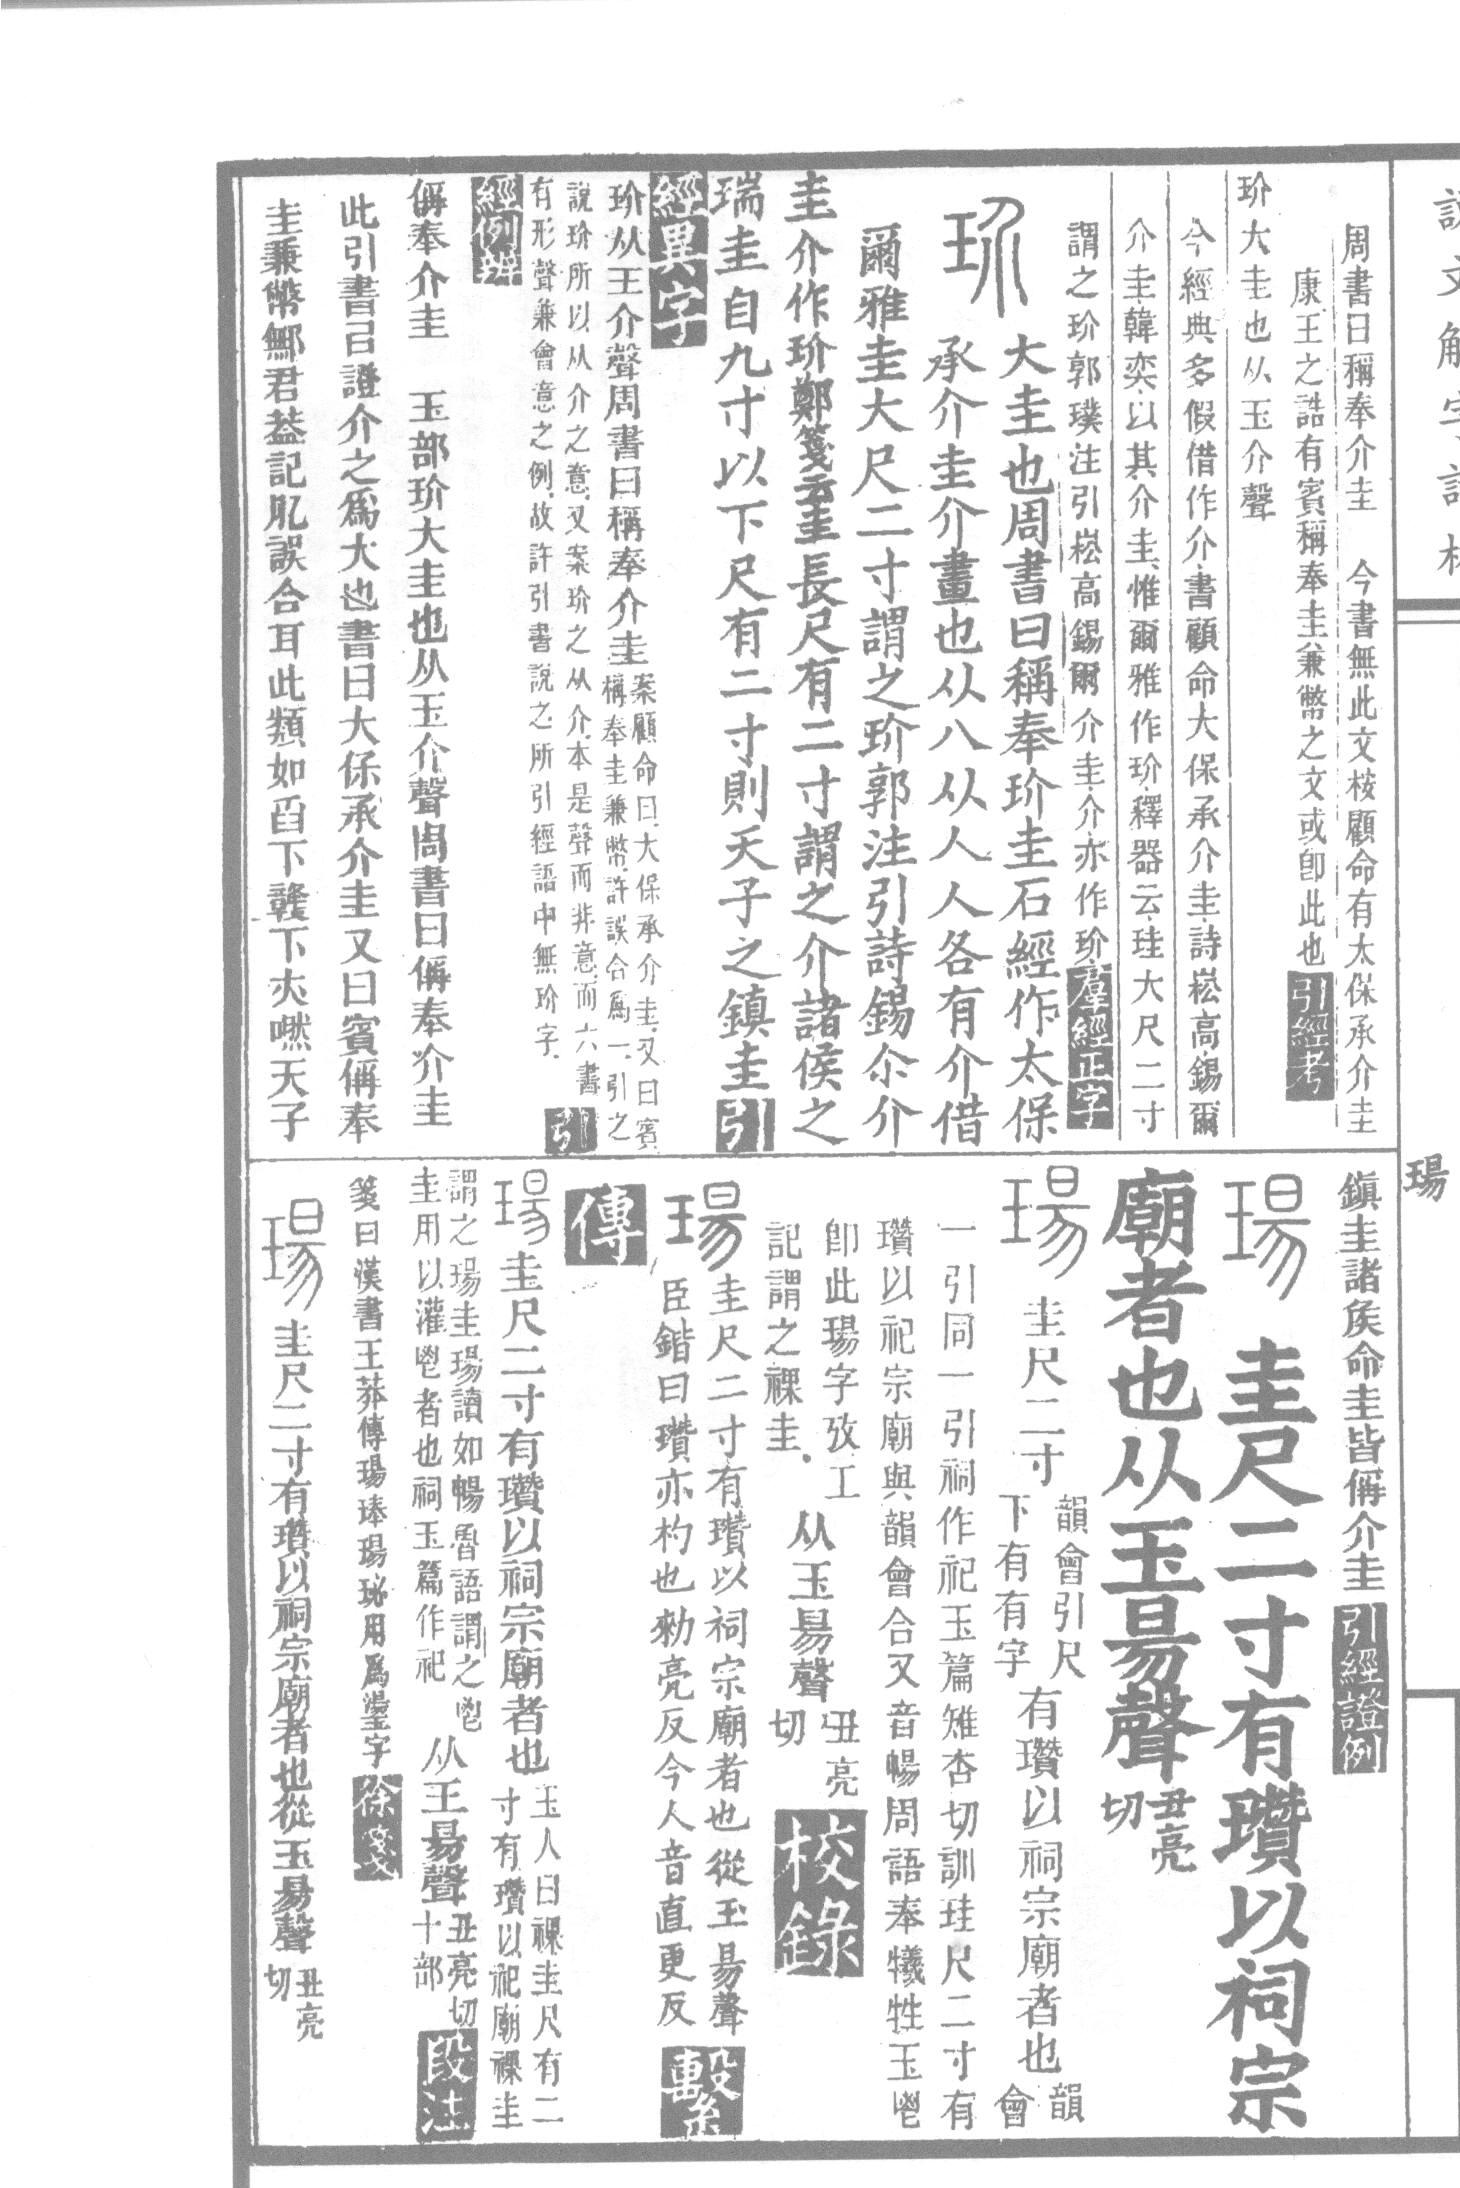 說文解字詁林
瑒
周書曰稱奉介圭　今書無此文桉顧命有太保承介圭
康王之誥有賓稱奉圭兼幣之文或卽此也引經考
玠大圭也从玉介聲
今經典多假借作介書顧命大保承介圭詩崧高錫爾
介圭韓奕以其介圭惟爾雅作玠釋器云珪大尺二寸
謂之玠郭璞注引崧高錫爾介圭介亦作玠羣經正字
玠　大圭也周書曰稱奉玠圭石經作太保
承介圭介畫也从八从人人各有介借
爾雅圭大尺二寸謂之玠郭注引詩錫尒介
圭介作玠鄭箋云圭長尺有二寸謂之介諸侯之
瑞圭自九寸以下尺有二寸則天子之鎮圭引
經異字
玠从王介聲周書曰稱奉介圭案顧命曰大保承介圭又曰賓
稱奉圭兼幣許誤合爲一引之
說玠所以从介之意又案玠之从介本是聲而非意而六書
有形聲兼會意之例故許引書說之所引經語中無玠字引
經例辨
偁奉介圭　玉部玠大圭也从玉介聲周書曰偁奉介圭
此引書㠯證介之爲大也書曰大保承介圭又曰賓偁奉
圭兼幣鄦君葢記肊誤合耳此類如㫗下䡴下夾嘫天子
鎭圭諸矦命圭皆偁介圭引經證例
瑒　圭尺二寸有瓚以祠宗
廟者也从玉昜聲丑亮
切
瑒　圭尺二寸韻會引尺
下有有字有瓚以祠宗廟者也韻
會
一引同一引祠作祀玉篇雉杏切訓珪尺二寸有
瓚以祀宗廟與韻會合又音暢周語奉犧牲玉鬯
卽此瑒字攷工
記謂之祼圭从玉昜聲丑亮
切校錄
瑒　圭尺二寸有瓚以祠宗廟者也從玉昜聲
臣鍇曰瓚亦杓也勑亮反今人音直更反繫
傳
瑒　圭尺二寸有瓚以祠宗廟者也玉人曰祼圭尺有二
寸有瓚以祀廟祼圭
謂之瑒圭瑒讀如暢魯語謂之鬯
圭用以灌鬯者也祠玉篇作祀从王昜聲丑亮切
十部段注
箋曰漢書王莽傳瑒琫瑒珌用爲璗字徐箋
瑒　圭尺二寸有瓚以祠宗廟者也從玉昜聲丑亮
切